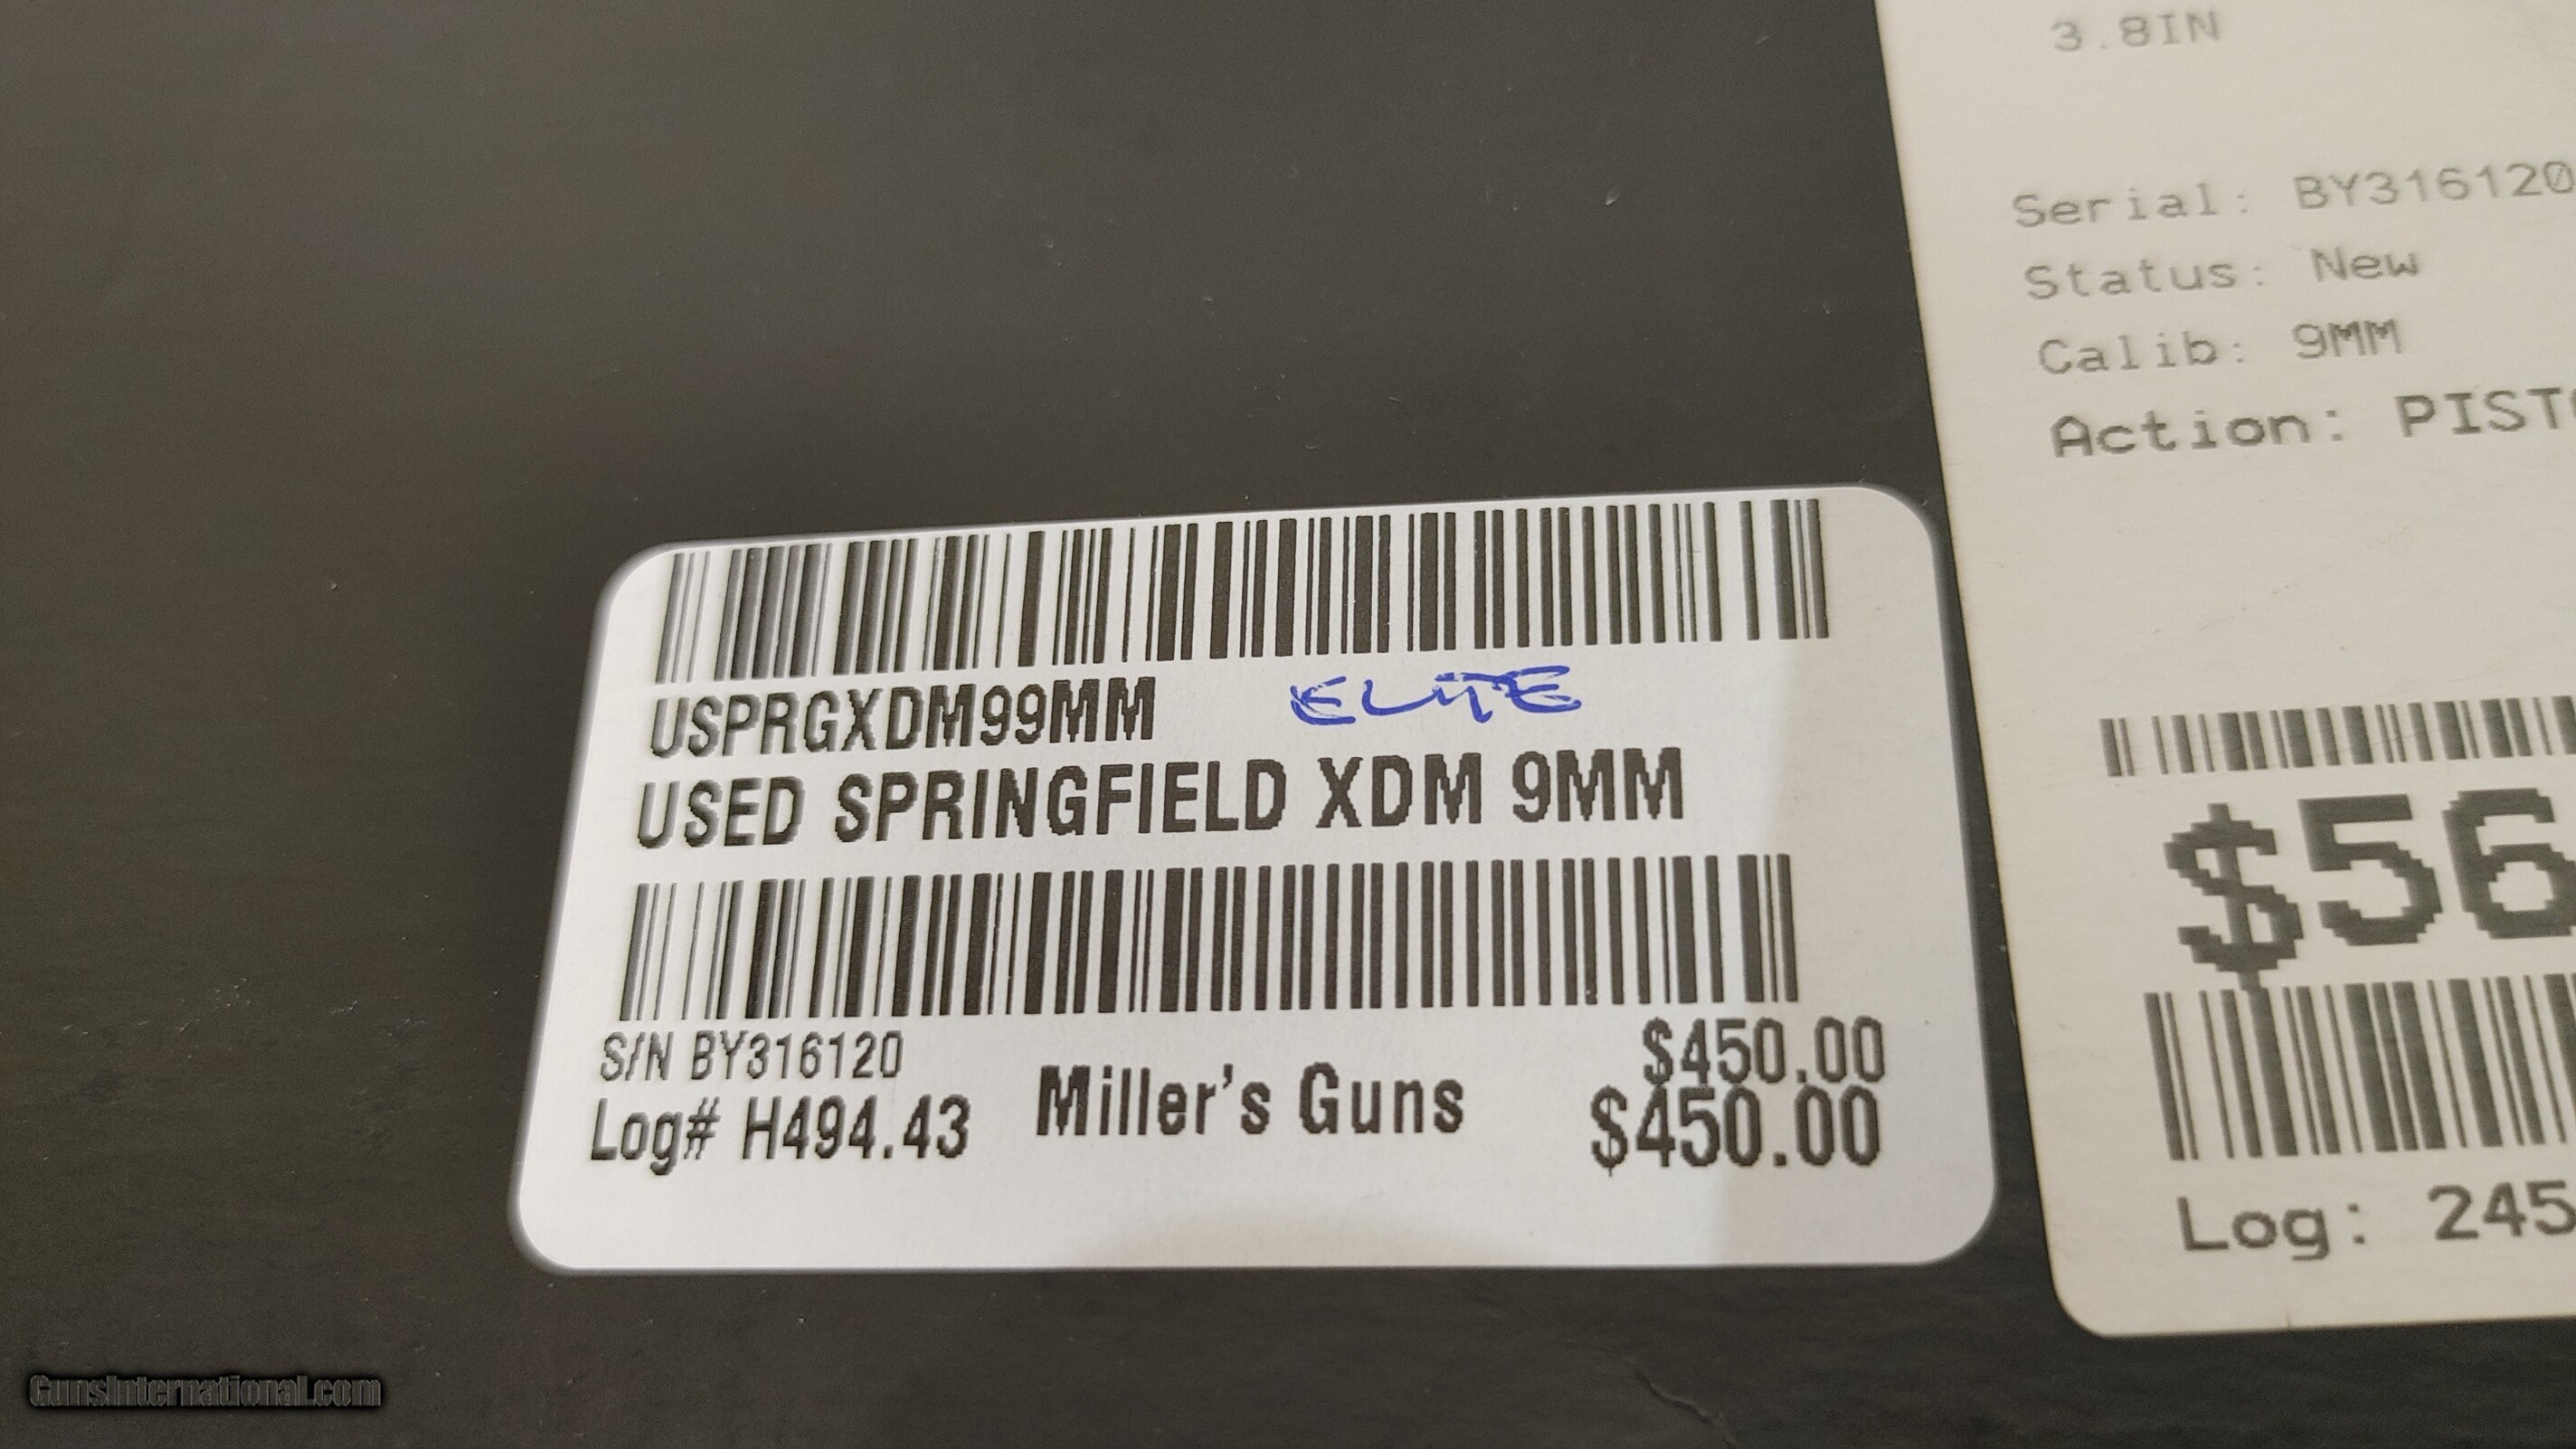 USPRGXDM99MM ELITE
USED SPRINGFIELD XDM 9MM
S/N BY316120
Log# H494.43
Miller's Guns
$450.00
$450.00
3.8IN
Serial: BY316120
Status: New
Calib: 9MM
Action: PIST
$56
Log: 245
GunsInternational.com